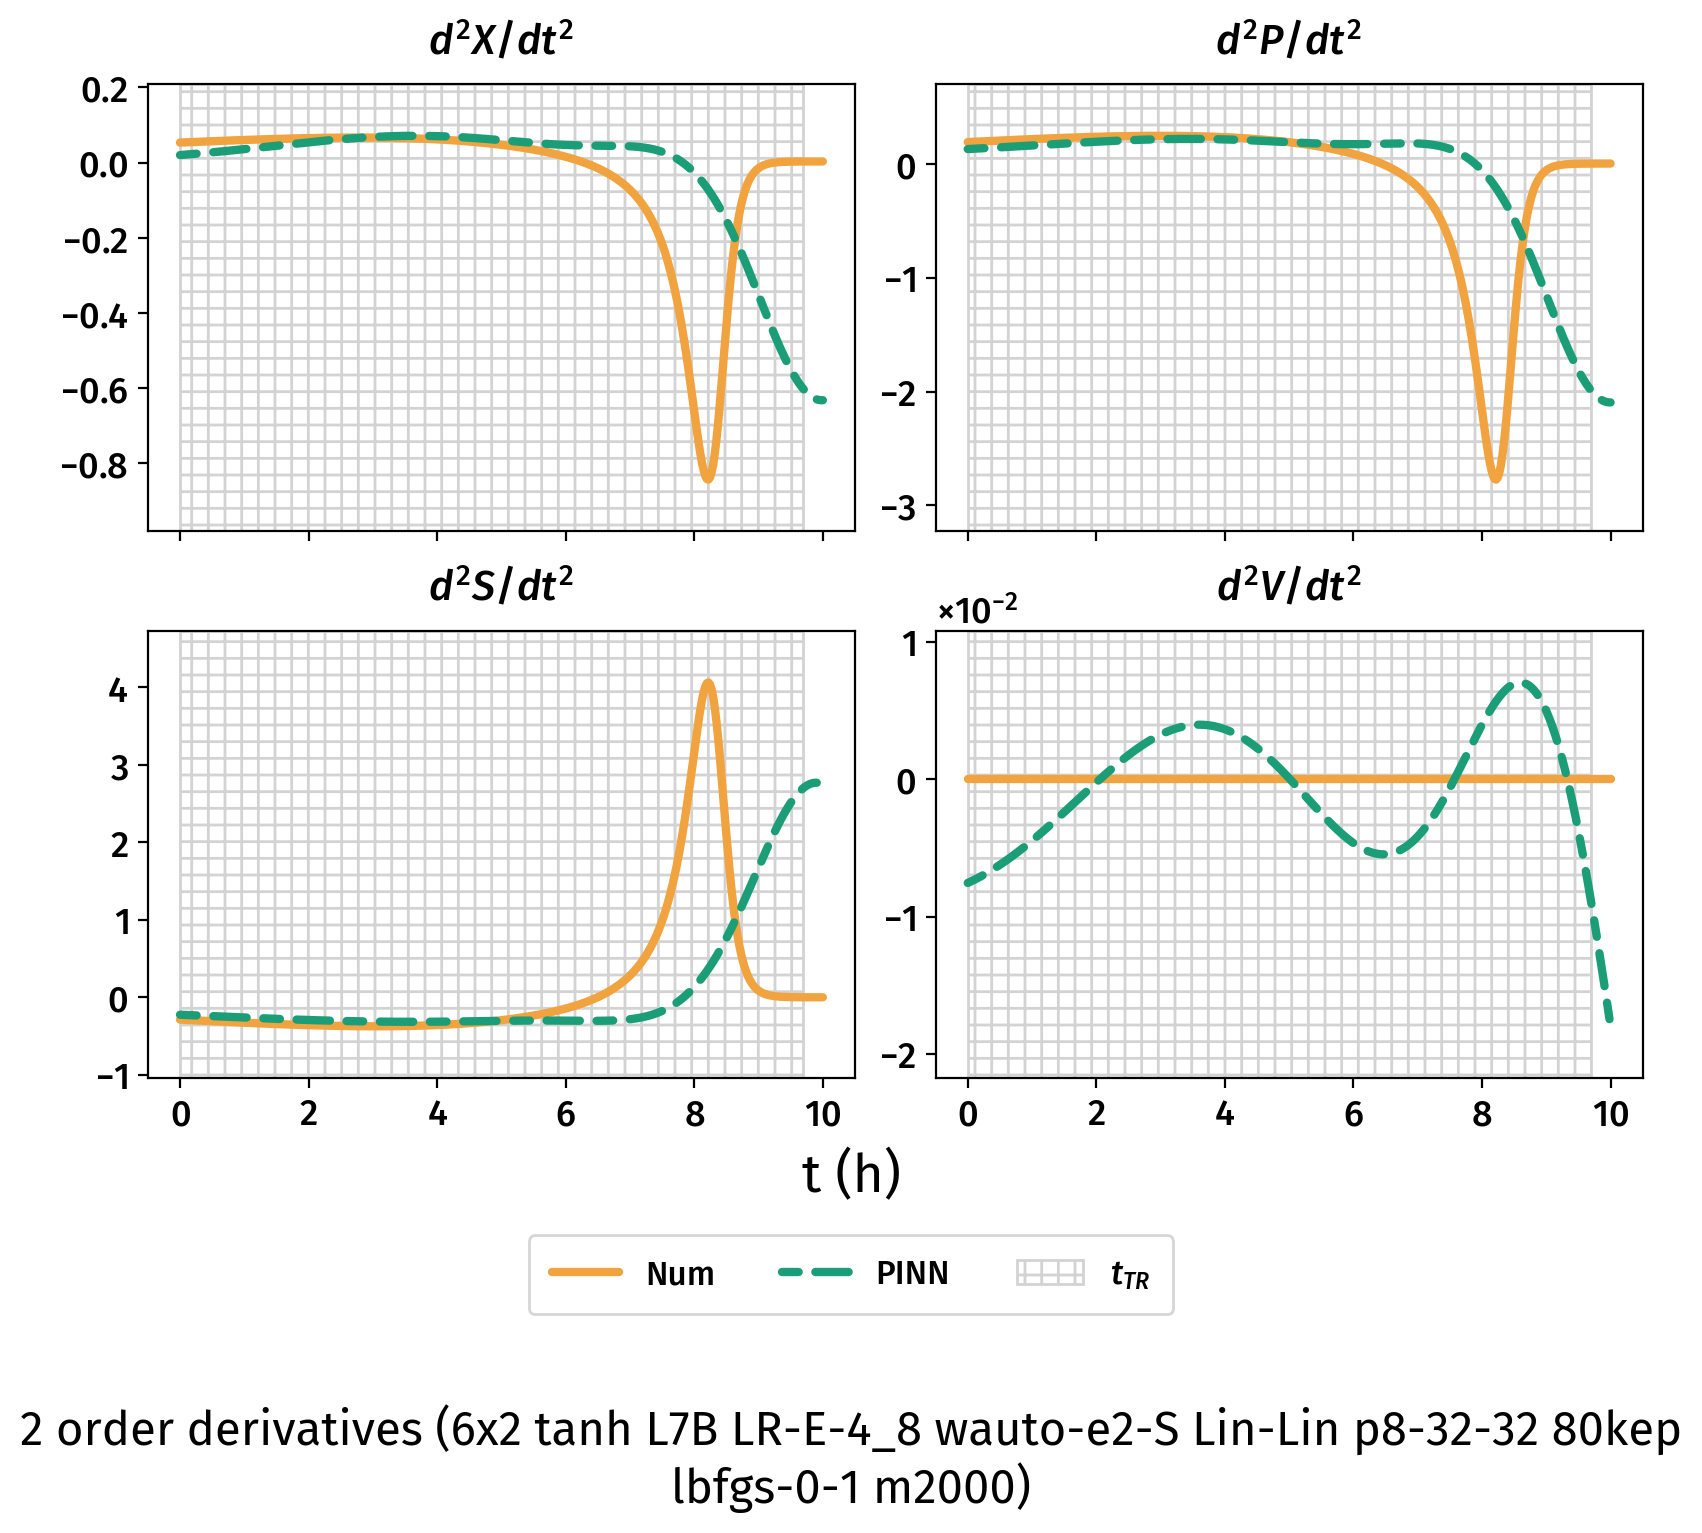 d²X/dt²
d²P/dt²
0.2
0.0
−0.2
−0.4
−0.6
−0.8
0
−1
−2
−3
d²S/dt²
d²V/dt²
×10⁻²
4
3
2
1
0
−1
1
0
−1
−2
0 2 4 6 8 10
0 2 4 6 8 10
t (h)
Num PINN t_TR
2 order derivatives (6x2 tanh L7B LR-E-4_8 wauto-e2-S Lin-Lin p8-32-32 80kep
lbfgs-0-1 m2000)